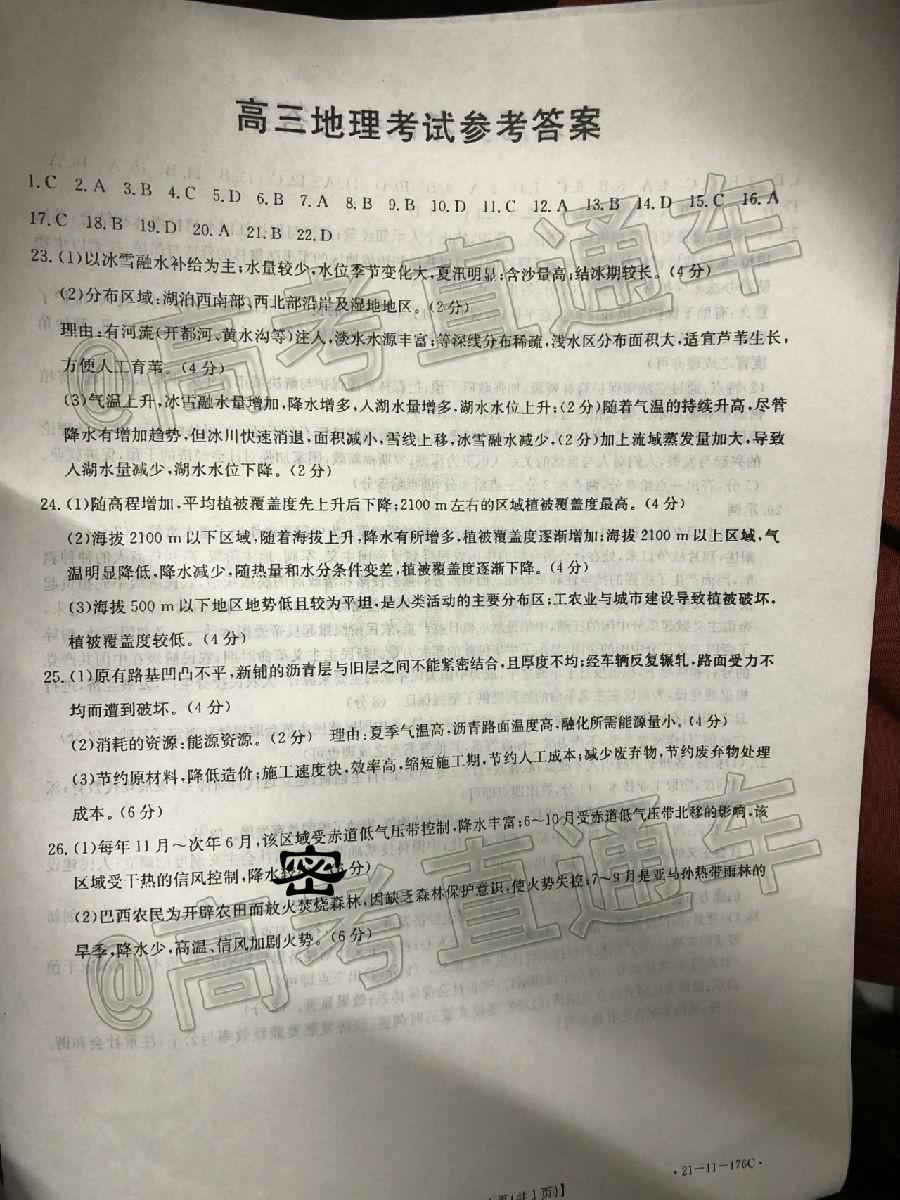 高三地理考试参考答案
1.C 2.A 3.B 4.C 5.D 6.B 7.A 8.B 9.B 10.D 11.C 12.A 13.B 14.D 15.C 16.A
17.C 18.B 19.D 20.A 21.B 22.D
23.(1)以冰雪融水补给为主;水量较少,水位季节变化大,夏汛明显;含沙量高;结冰期较长。(4分)
(2)分布区域:湖泊西南部、西北部沿岸及湿地地区。(2分)
理由:有河流(开都河、黄水沟等)注入,淡水水源丰富;等深线分布稀疏,浅水区分布面积大,适宜芦苇生长,
方便人工育苇。(4分)
(3)气温上升,冰雪融水量增加,降水增多,入湖水量增多,湖水水位上升;(2分)随着气温的持续升高,尽管
降水有增加趋势,但冰川快速消退,面积减小,雪线上移,冰雪融水减少,(2分)加上流域蒸发量加大,导致
入湖水量减少,湖水水位下降。(2分)
24.(1)随高程增加,平均植被覆盖度先上升后下降;2100 m左右的区域植被覆盖度最高。(4分)
(2)海拔 2100 m以下区域,随着海拔上升,降水有所增多,植被覆盖度逐渐增加;海拔 2100 m以上区域,气
温明显降低,降水减少,随热量和水分条件变差,植被覆盖度逐渐下降。(4分)
(3)海拔 500 m以下地区地势低且较为平坦,是人类活动的主要分布区;工农业与城市建设导致植被破坏,
植被覆盖度较低。(4分)
25.(1)原有路基凹凸不平,新铺的沥青层与旧层之间不能紧密结合,且厚度不均;经车辆反复辗轧,路面受力不
均而遭到破坏。(4分)
(2)消耗的资源:能源资源。(2分) 理由:夏季气温高,沥青路面温度高,融化所需能源量小。(4分)
(3)节约原材料,降低造价;施工速度快,效率高,缩短施工期,节约人工成本;减少废弃物,节约废弃物处理
成本。(6分)
26.(1)每年11月~次年6月,该区域受赤道低气压带控制,降水丰富;6~10月受赤道低气压带北移的影响,该
区域受干热的信风控制,降水 密 分)
(2)巴西农民为开辟农田而放火焚烧森林,因缺乏森林保护意识,使火势失控;7~9月是亚马孙热带雨林的
旱季,降水少,高温、信风加剧火势。(6分)
@高考直通车
@高考直通车
页(共1页)】
·21-11-176C·